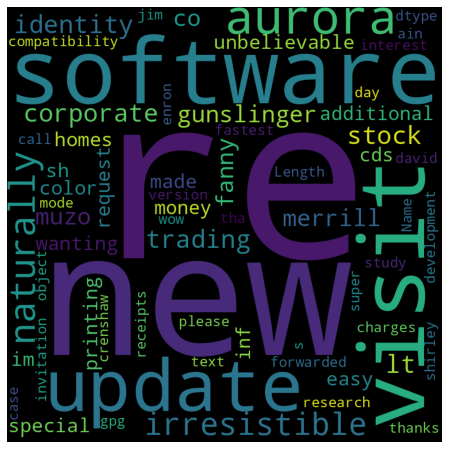 jim
co
aurora
dtype
identity
ain
compatibility
unbelievable
interest
software
day
enron
corporate
gunslinger
additional
fastest
call
homes
stock
re
naturally
sh
request
made
fanny
Length
cds
david
color
mode
version
money
merrill
muzo
wow
tha
Name
visit
wanting
trading
study
development
new
object
printing
crenshaw
receipts
please
inf
super
s
charges
shirley
im
text
forwarded
lt
invitation
update
easy
case
research
special
gpg
irresistible
thanks